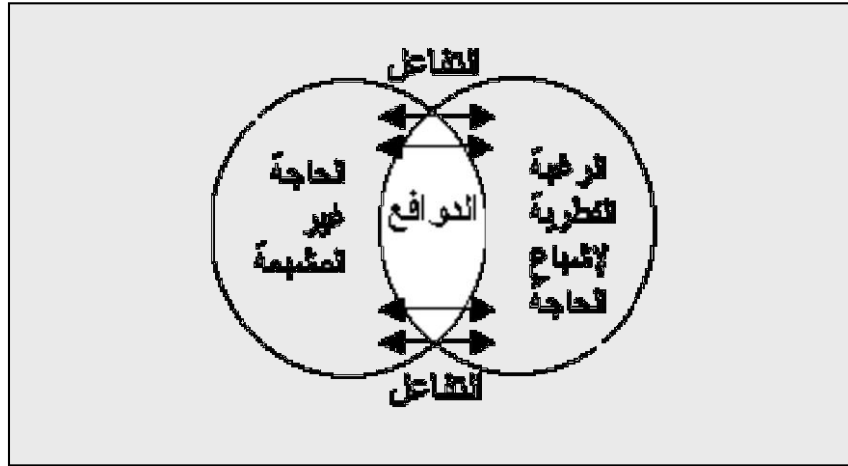 التفاعل
الرغبة
الفطرية
لإشباع
الحاجة
الدوافع
الحاجة
غير
المشبعة
التفاعل